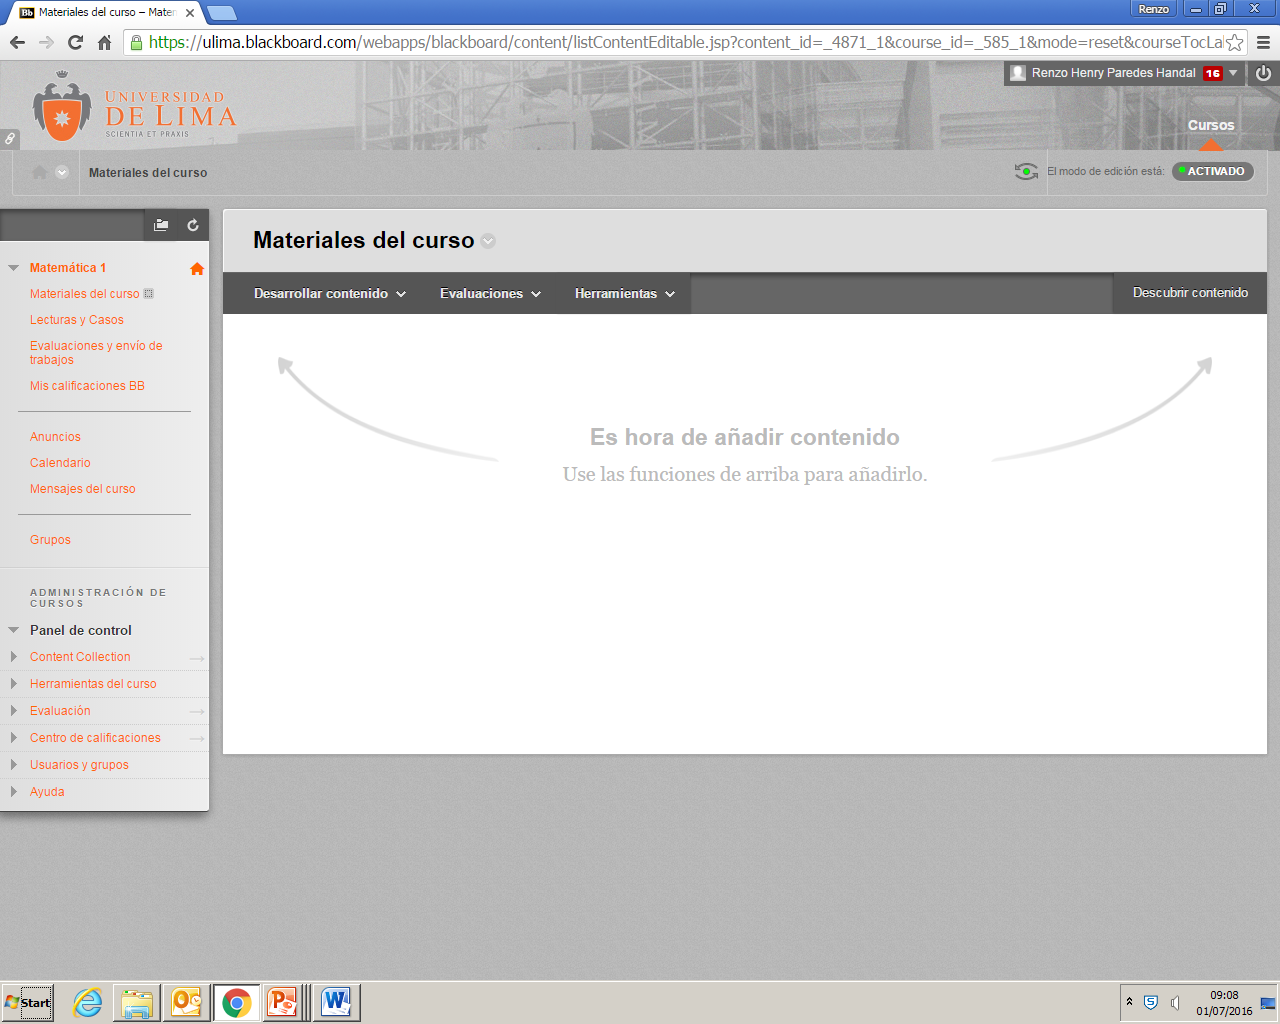 Materiales del curso – Mater
Renzo
https://ulima.blackboard.com/webapps/blackboard/content/listContentEditable.jsp?content_id=_4871_1&course_id=_585_1&mode=reset&courseTocLa
Renzo Henry Paredes Handal 16
UNIVERSIDAD
DE LIMA
SCIENTIA ET PRAXIS
Cursos
Materiales del curso
El modo de edición está: ACTIVADO
Materiales del curso
Desarrollar contenido Evaluaciones Herramientas Descubrir contenido
Es hora de añadir contenido
Use las funciones de arriba para añadirlo.
Matemática 1
Materiales del curso
Lecturas y Casos
Evaluaciones y envío de
trabajos
Mis calificaciones BB
Anuncios
Calendario
Mensajes del curso
Grupos
ADMINISTRACIÓN DE
CURSOS
Panel de control
Content Collection
Herramientas del curso
Evaluación
Centro de calificaciones
Usuarios y grupos
Ayuda
Start
09:08
01/07/2016